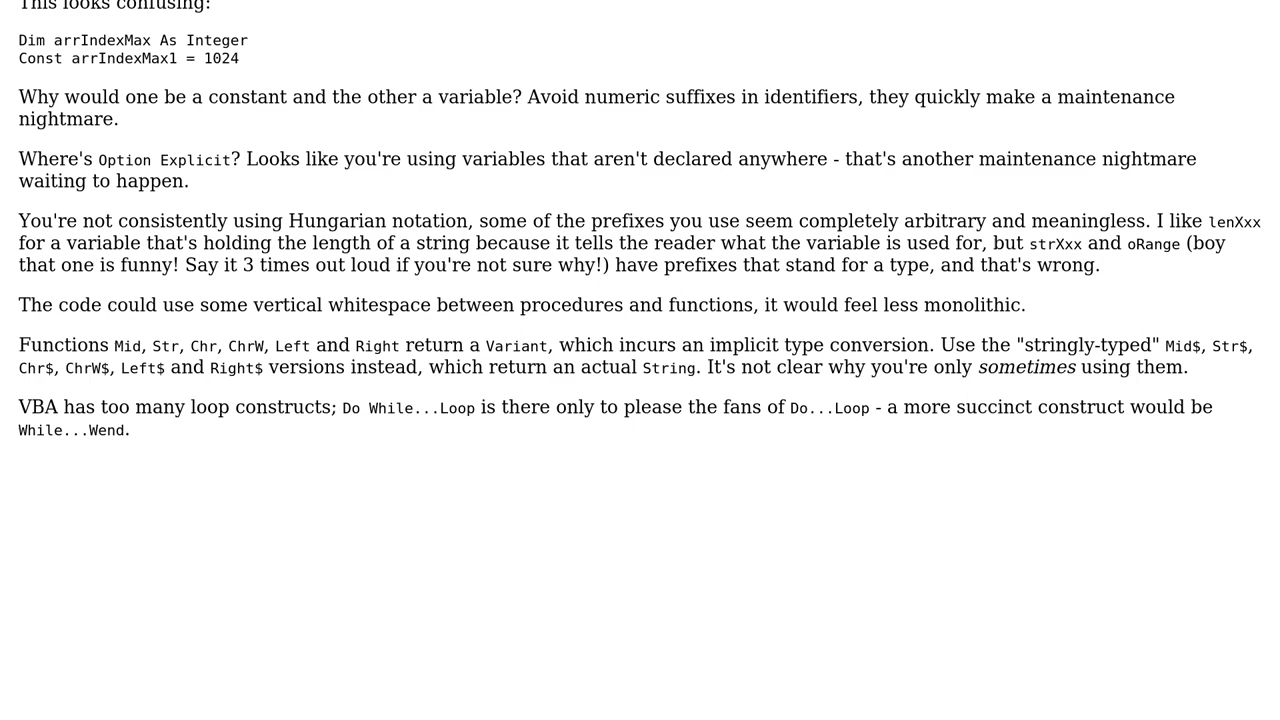 This looks confusing:
Dim arrIndexMax As Integer
Const arrIndexMax1 = 1024
Why would one be a constant and the other a variable? Avoid numeric suffixes in identifiers, they quickly make a maintenance
nightmare.
Where's Option Explicit? Looks like you're using variables that aren't declared anywhere - that's another maintenance nightmare
waiting to happen.
You're not consistently using Hungarian notation, some of the prefixes you use seem completely arbitrary and meaningless. I like lenXxx
for a variable that's holding the length of a string because it tells the reader what the variable is used for, but strXxx and oRange (boy
that one is funny! Say it 3 times out loud if you're not sure why!) have prefixes that stand for a type, and that's wrong.
The code could use some vertical whitespace between procedures and functions, it would feel less monolithic.
Functions Mid, Str, Chr, ChrW, Left and Right return a Variant, which incurs an implicit type conversion. Use the "stringly-typed" Mid$, Str$,
Chr$, ChrW$, Left$ and Right$ versions instead, which return an actual String. It's not clear why you're only sometimes using them.
VBA has too many loop constructs; Do While...Loop is there only to please the fans of Do...Loop - a more succinct construct would be
While...Wend.